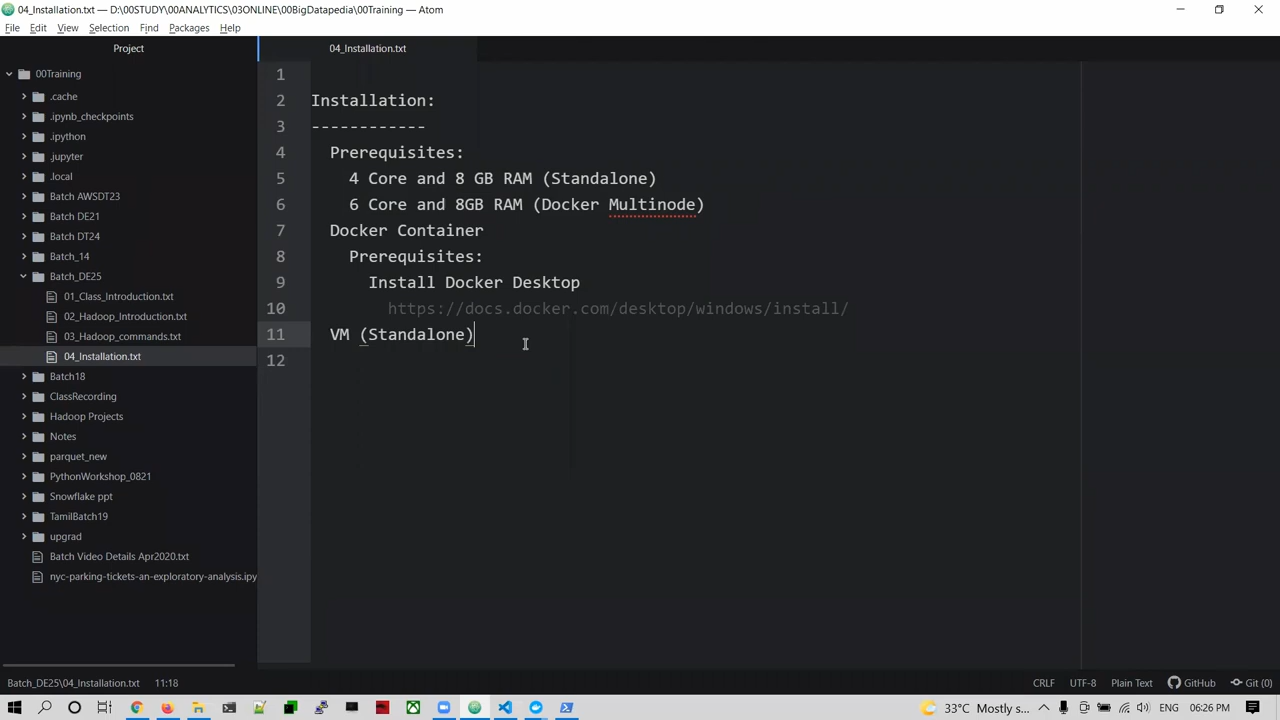 04_Installation.txt — D:\00STUDY\00ANALYTICS\03ONLINE\00BigDatapedia\00Training — Atom
File Edit View Selection Find Packages Help
Project
00Training
.cache
.ipynb_checkpoints
.ipython
.jupyter
.local
Batch AWSDT23
Batch DE21
Batch DT24
Batch_14
Batch_DE25
01_Class_Introduction.txt
02_Hadoop_Introduction.txt
03_Hadoop_commands.txt
04_Installation.txt
Batch18
ClassRecording
Hadoop Projects
Notes
parquet_new
PythonWorkshop_0821
Snowflake ppt
TamilBatch19
upgrad
Batch Video Details Apr2020.txt
nyc-parking-tickets-an-exploratory-analysis.ipy
04_Installation.txt
1
2 Installation:
3 ------------
4 Prerequisites:
5 4 Core and 8 GB RAM (Standalone)
6 6 Core and 8GB RAM (Docker Multinode)
7 Docker Container
8 Prerequisites:
9 Install Docker Desktop
10 https://docs.docker.com/desktop/windows/install/
11 VM (Standalone)
12
Batch_DE25\04_Installation.txt 11:18 CRLF UTF-8 Plain Text GitHub Git (0)
33°C Mostly s... ENG 06:26 PM